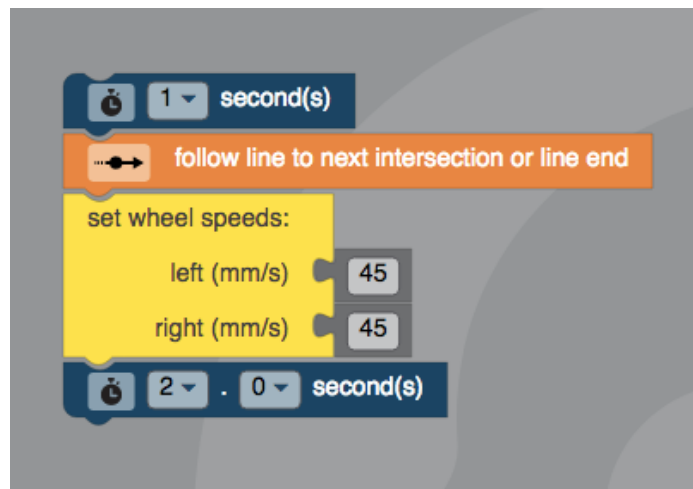 1 second(s)
follow line to next intersection or line end
set wheel speeds:
left (mm/s) 45
right (mm/s) 45
2 . 0 second(s)